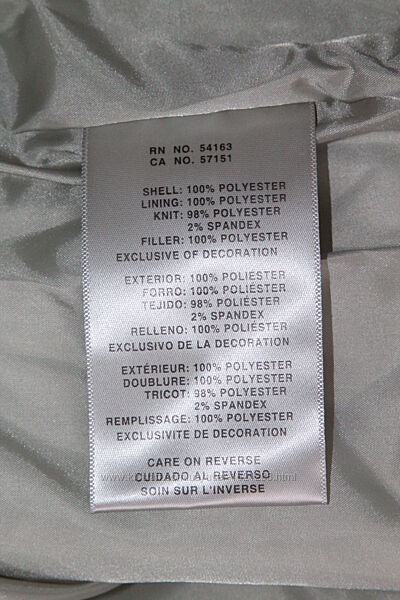 RN NO. 54163
CA NO. 57151
SHELL: 100% POLYESTER
LINING: 100% POLYESTER
KNIT: 98% POLYESTER
2% SPANDEX
FILLER: 100% POLYESTER
EXCLUSIVE OF DECORATION
EXTERIOR: 100% POLIÉSTER
FORRO: 100% POLIÉSTER
TEJIDO: 98% POLIÉSTER
2% SPANDEX
RELLENO: 100% POLIÉSTER
EXCLUSIVO DE LA DECORACIÓN
EXTÉRIEUR: 100% POLYESTER
DOUBLURE: 100% POLYESTER
TRICOT: 98% POLYESTER
2% SPANDEX
REMPLISSAGE: 100% POLYESTER
EXCLUSIVITE DE DECORATION
CARE ON REVERSE
CUIDADO AL REVERSO
SOIN SUR L'INVERSE